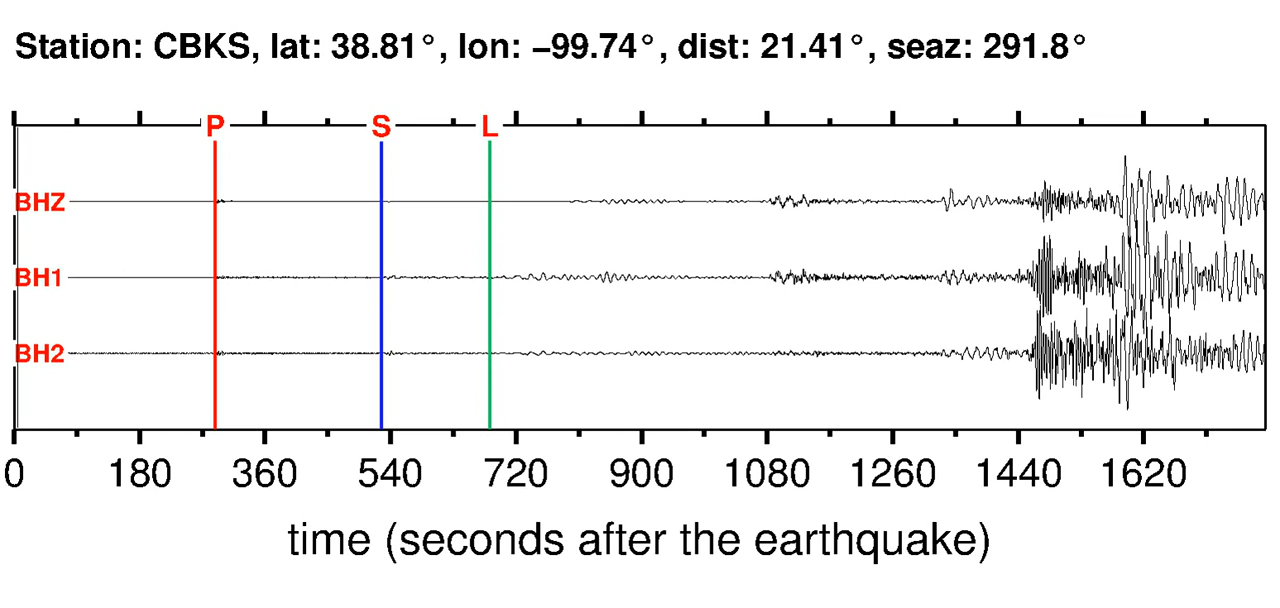 Station: CBKS, lat: 38.81°, lon: −99.74°, dist: 21.41°, seaz: 291.8°
P S L
BHZ
BH1
BH2
0 180 360 540 720 900 1080 1260 1440 1620
time (seconds after the earthquake)